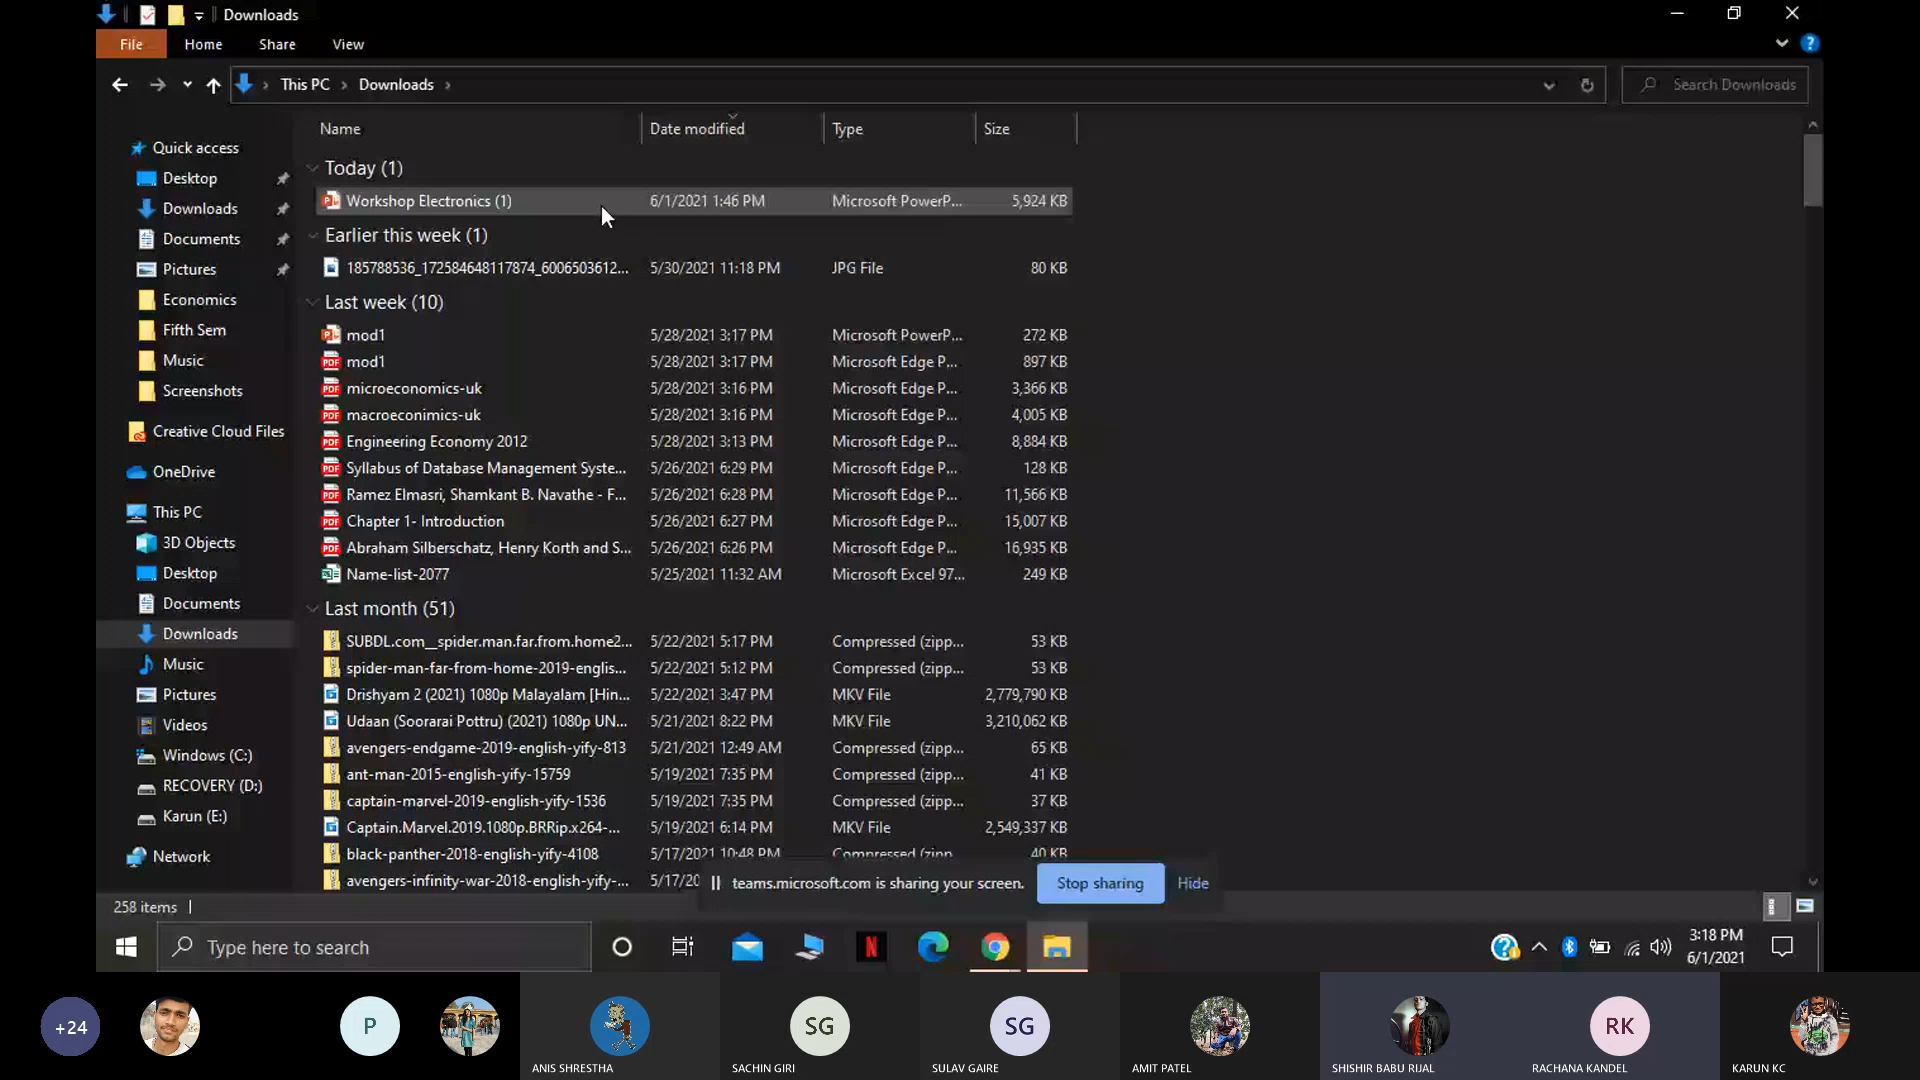 Downloads
File Home Share View
This PC Downloads Search Downloads
Name Date modified Type Size
Quick access
Desktop
Downloads
Documents
Pictures
Economics
Fifth Sem
Music
Screenshots
Creative Cloud Files
OneDrive
This PC
3D Objects
Desktop
Documents
Downloads
Music
Pictures
Videos
Windows (C:)
RECOVERY (D:)
Karun (E:)
Network
Today (1)
Workshop Electronics (1) 6/1/2021 1:46 PM Microsoft PowerP... 5,924 KB
Earlier this week (1)
185788536_172584648117874_6006503612... 5/30/2021 11:18 PM JPG File 80 KB
Last week (10)
mod1 5/28/2021 3:17 PM Microsoft PowerP... 272 KB
mod1 5/28/2021 3:17 PM Microsoft Edge P... 897 KB
microeconomics-uk 5/28/2021 3:16 PM Microsoft Edge P... 3,366 KB
macroeconimics-uk 5/28/2021 3:16 PM Microsoft Edge P... 4,005 KB
Engineering Economy 2012 5/28/2021 3:13 PM Microsoft Edge P... 8,884 KB
Syllabus of Database Management Syste... 5/26/2021 6:29 PM Microsoft Edge P... 128 KB
Ramez Elmasri, Shamkant B. Navathe - F... 5/26/2021 6:28 PM Microsoft Edge P... 11,566 KB
Chapter 1- Introduction 5/26/2021 6:27 PM Microsoft Edge P... 15,007 KB
Abraham Silberschatz, Henry Korth and S... 5/26/2021 6:26 PM Microsoft Edge P... 16,935 KB
Name-list-2077 5/25/2021 11:32 AM Microsoft Excel 97... 249 KB
Last month (51)
SUBDL.com__spider.man.far.from.home2... 5/22/2021 5:17 PM Compressed (zipp... 53 KB
spider-man-far-from-home-2019-englis... 5/22/2021 5:12 PM Compressed (zipp... 53 KB
Drishyam 2 (2021) 1080p Malayalam [Hin... 5/22/2021 3:47 PM MKV File 2,779,790 KB
Udaan (Soorarai Pottru) (2021) 1080p UN... 5/21/2021 8:22 PM MKV File 3,210,062 KB
avengers-endgame-2019-english-yify-813 5/21/2021 12:49 AM Compressed (zipp... 65 KB
ant-man-2015-english-yify-15759 5/19/2021 7:35 PM Compressed (zipp... 41 KB
captain-marvel-2019-english-yify-1536 5/19/2021 7:35 PM Compressed (zipp... 37 KB
Captain.Marvel.2019.1080p.BRRip.x264-... 5/19/2021 6:14 PM MKV File 2,549,337 KB
black-panther-2018-english-yify-4108 5/17/2021 10:48 PM Compressed (zipp 40 KB
avengers-infinity-war-2018-english-yify-... 5/17/20
teams.microsoft.com is sharing your screen. Stop sharing Hide
258 items
Type here to search
3:18 PM
6/1/2021
+24 P SG SG RK
ANIS SHRESTHA SACHIN GIRI SULAV GAIRE AMIT PATEL SHISHIR BABU RIJAL RACHANA KANDEL KARUN KC